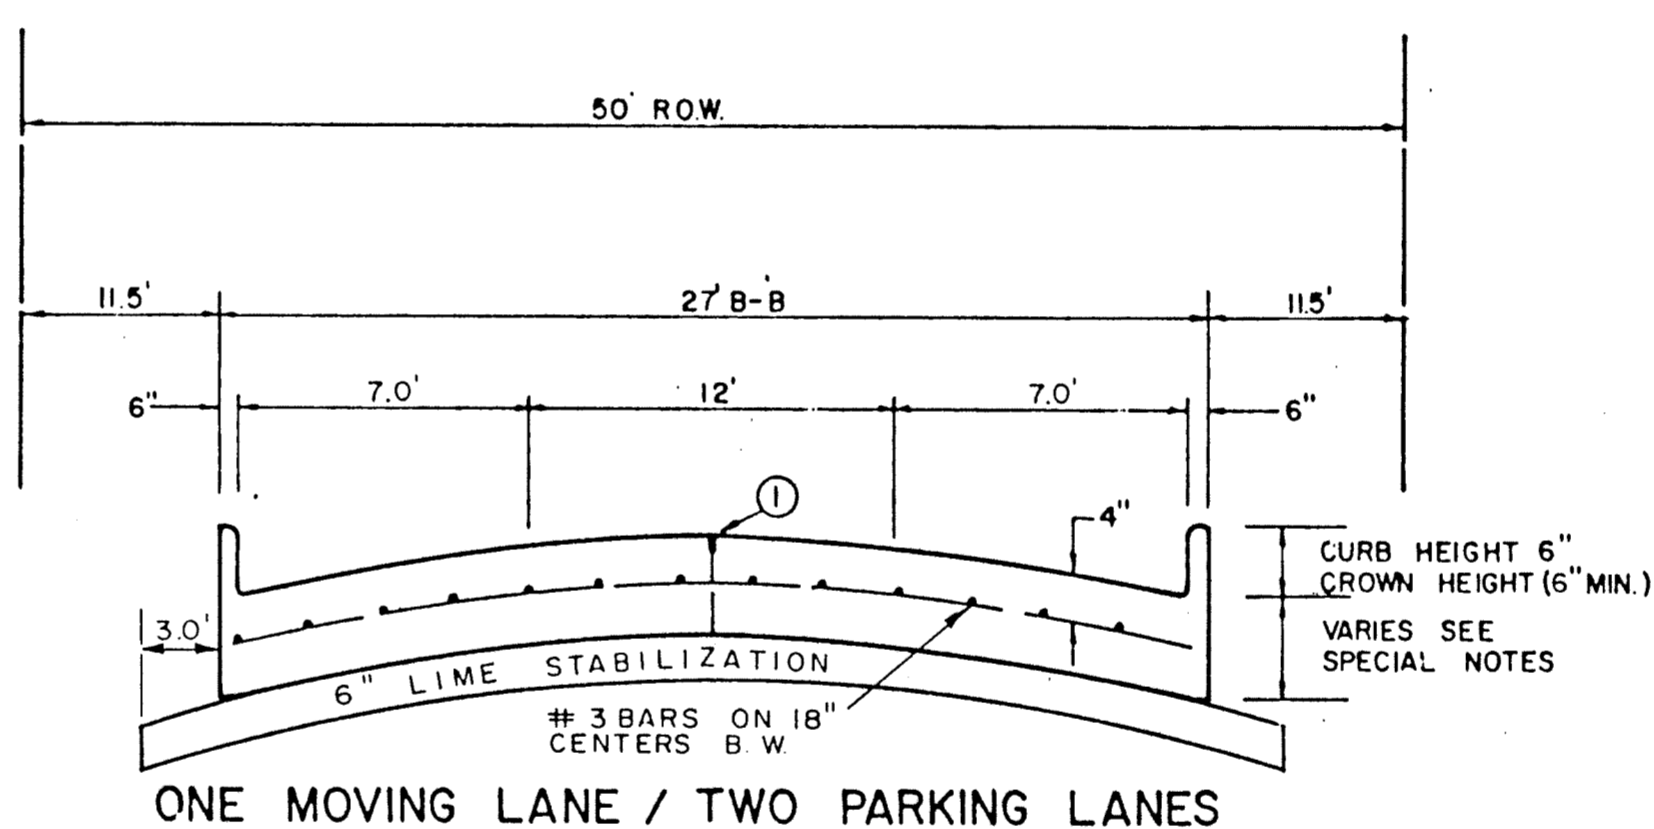 50' R.O.W.
11.5'
27' B-'B
11.5'
6"
7.0'
12'
7.0'
6"
1
4"
CURB HEIGHT 6"
CROWN HEIGHT (6" MIN.)
3.0'
VARIES SEE
SPECIAL NOTES
6" LIME STABILIZATION
# 3 BARS ON 18"
CENTERS B.W.
ONE MOVING LANE / TWO PARKING LANES